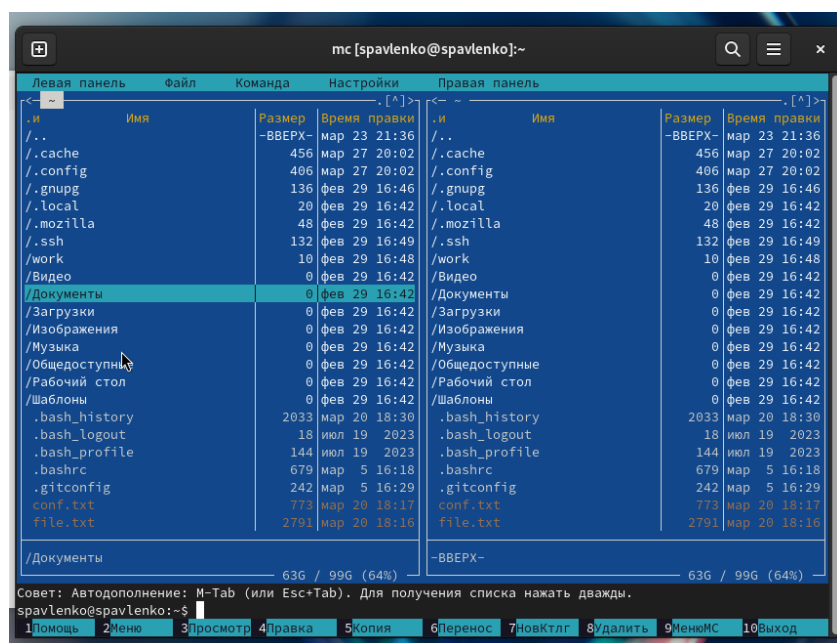 mc [spavlenko@spavlenko]:~
Левая панель Файл Команда Настройки Правая панель
<— ~ .[^]> <— ~ .[^]>
.и Имя Размер Время правки .и Имя Размер Время правки
/.. -ВВЕРХ- мар 23 21:36 /.. -ВВЕРХ- мар 23 21:36
/.cache 456 мар 27 20:02 /.cache 456 мар 27 20:02
/.config 406 мар 27 20:02 /.config 406 мар 27 20:02
/.gnupg 136 фев 29 16:46 /.gnupg 136 фев 29 16:46
/.local 20 фев 29 16:42 /.local 20 фев 29 16:42
/.mozilla 48 фев 29 16:42 /.mozilla 48 фев 29 16:42
/.ssh 132 фев 29 16:49 /.ssh 132 фев 29 16:49
/work 10 фев 29 16:48 /work 10 фев 29 16:48
/Видео 0 фев 29 16:42 /Видео 0 фев 29 16:42
/Документы 0 фев 29 16:42 /Документы 0 фев 29 16:42
/Загрузки 0 фев 29 16:42 /Загрузки 0 фев 29 16:42
/Изображения 0 фев 29 16:42 /Изображения 0 фев 29 16:42
/Музыка 0 фев 29 16:42 /Музыка 0 фев 29 16:42
/Общедоступные 0 фев 29 16:42 /Общедоступные 0 фев 29 16:42
/Рабочий стол 0 фев 29 16:42 /Рабочий стол 0 фев 29 16:42
/Шаблоны 0 фев 29 16:42 /Шаблоны 0 фев 29 16:42
.bash_history 2033 мар 20 18:30 .bash_history 2033 мар 20 18:30
.bash_logout 18 июл 19 2023 .bash_logout 18 июл 19 2023
.bash_profile 144 июл 19 2023 .bash_profile 144 июл 19 2023
.bashrc 679 мар 5 16:18 .bashrc 679 мар 5 16:18
.gitconfig 242 мар 5 16:29 .gitconfig 242 мар 5 16:29
conf.txt 773 мар 20 18:17 conf.txt 773 мар 20 18:17
file.txt 2791 мар 20 18:16 file.txt 2791 мар 20 18:16
/Документы -ВВЕРХ-
63G / 99G (64%) 63G / 99G (64%)
Совет: Автодополнение: M-Tab (или Esc+Tab). Для получения списка нажать дважды.
spavlenko@spavlenko:~$
1Помощь 2Меню 3Просмотр 4Правка 5Копия 6Перенос 7НовКтлг 8Удалить 9МенюМС 10Выход